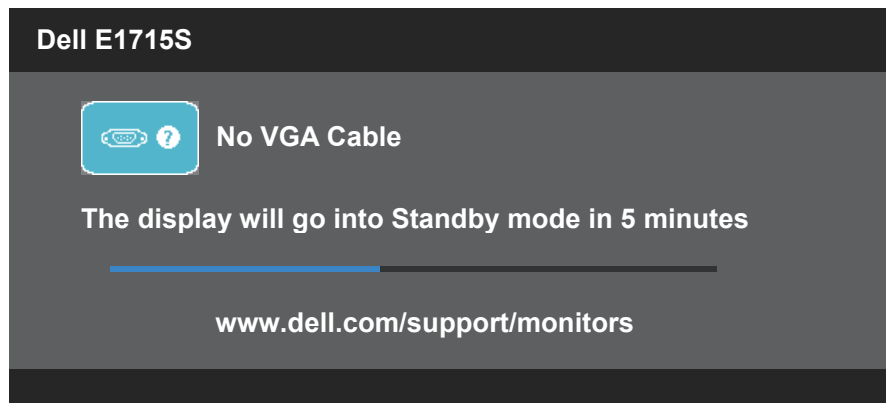 Dell E1715S
No VGA Cable
The display will go into Standby mode in 5 minutes
www.dell.com/support/monitors